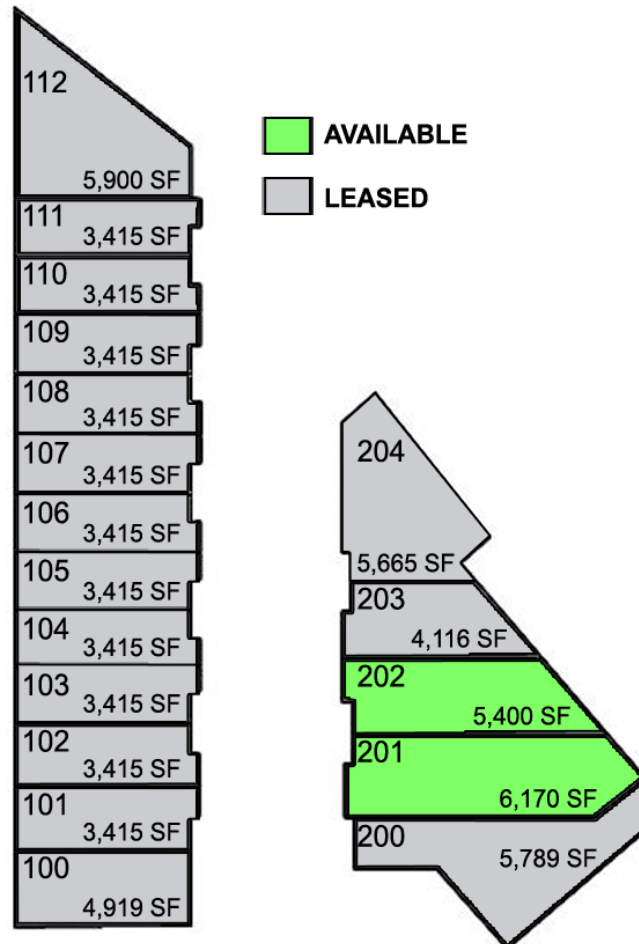 112
5,900 SF
111
3,415 SF
110
3,415 SF
109
3,415 SF
108
3,415 SF
107
3,415 SF
106
3,415 SF
105
3,415 SF
104
3,415 SF
103
3,415 SF
102
3,415 SF
101
3,415 SF
100
4,919 SF
AVAILABLE
LEASED
204
5,665 SF
203
4,116 SF
202
5,400 SF
201
6,170 SF
200
5,789 SF